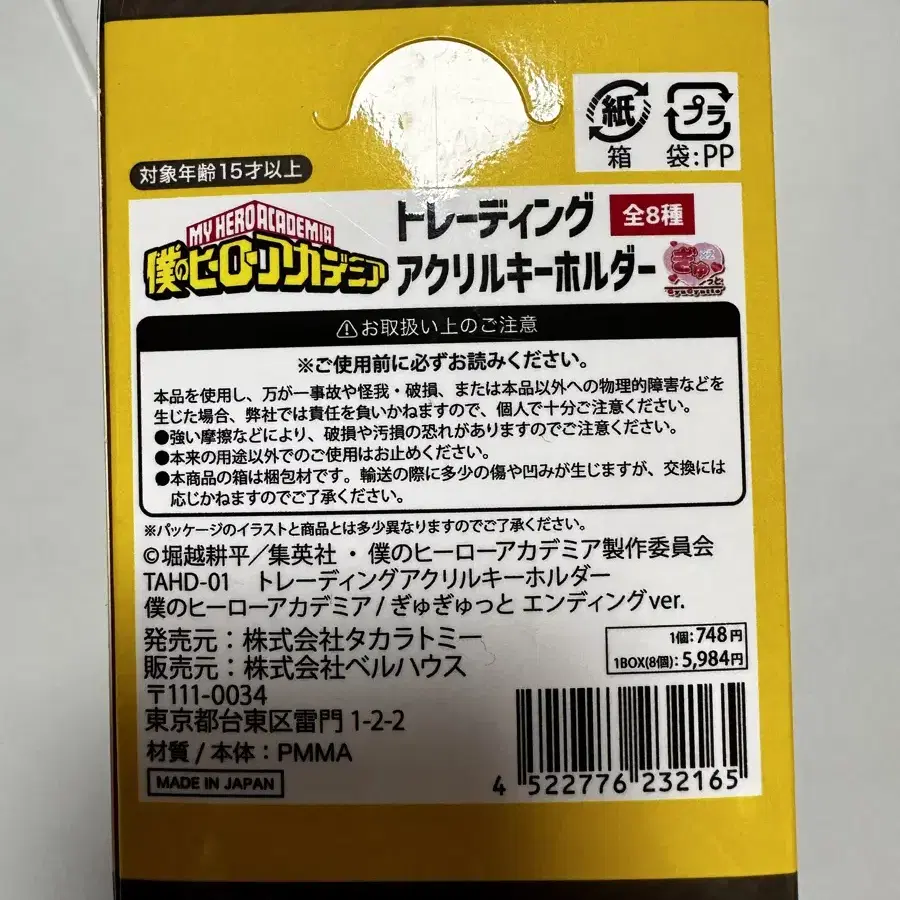 紙
箱
プラ
袋:PP
対象年齢15才以上
MY HERO ACADEMIA
僕のヒーローアカデミア
トレーディング
全8種
アクリルキーホルダー
ぎゅっと
GyuGyutto
⚠お取扱い上のご注意
※ご使用前に必ずお読みください。
本品を使用し、万が一事故や怪我・破損、または本品以外への物理的障害などを
生じた場合、弊社では責任を負いかねますので、個人で十分ご注意ください。
●強い摩擦などにより、破損や汚損の恐れがありますのでご注意ください。
●本来の用途以外でのご使用はお止めください。
●本商品の箱は梱包材です。輸送の際に多少の傷や凹みが生じますが、交換には
応じかねますのでご了承ください。
※パッケージのイラストと商品とは多少異なりますのでご了承ください。
©堀越耕平／集英社・僕のヒーローアカデミア製作委員会
TAHD-01 トレーディングアクリルキーホルダー
僕のヒーローアカデミア / ぎゅぎゅっと エンディングver.
発売元：株式会社タカラトミー
販売元：株式会社ベルハウス
〒111-0034
東京都台東区雷門 1-2-2
材質 / 本体：PMMA
MADE IN JAPAN
1個:748円
1BOX(8個):5,984円
4 522776 232165